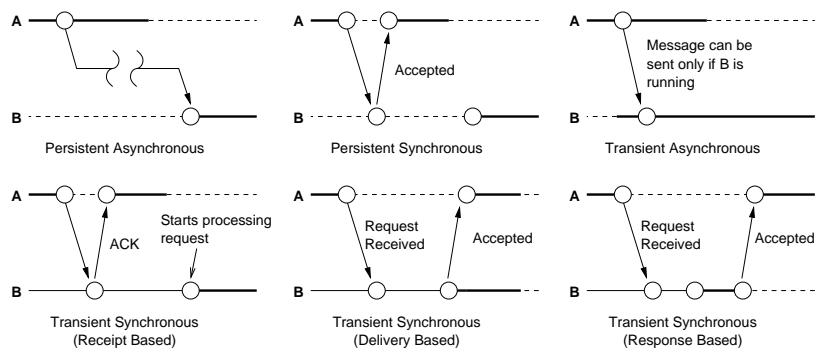 A
B
Persistent Asynchronous
A
Accepted
B
Persistent Synchronous
A
Message can be
sent only if B is
running
B
Transient Asynchronous
A
Starts processing
request
ACK
B
Transient Synchronous
(Receipt Based)
A
Request
Received
Accepted
B
Transient Synchronous
(Delivery Based)
A
Request
Received
Accepted
B
Transient Synchronous
(Response Based)